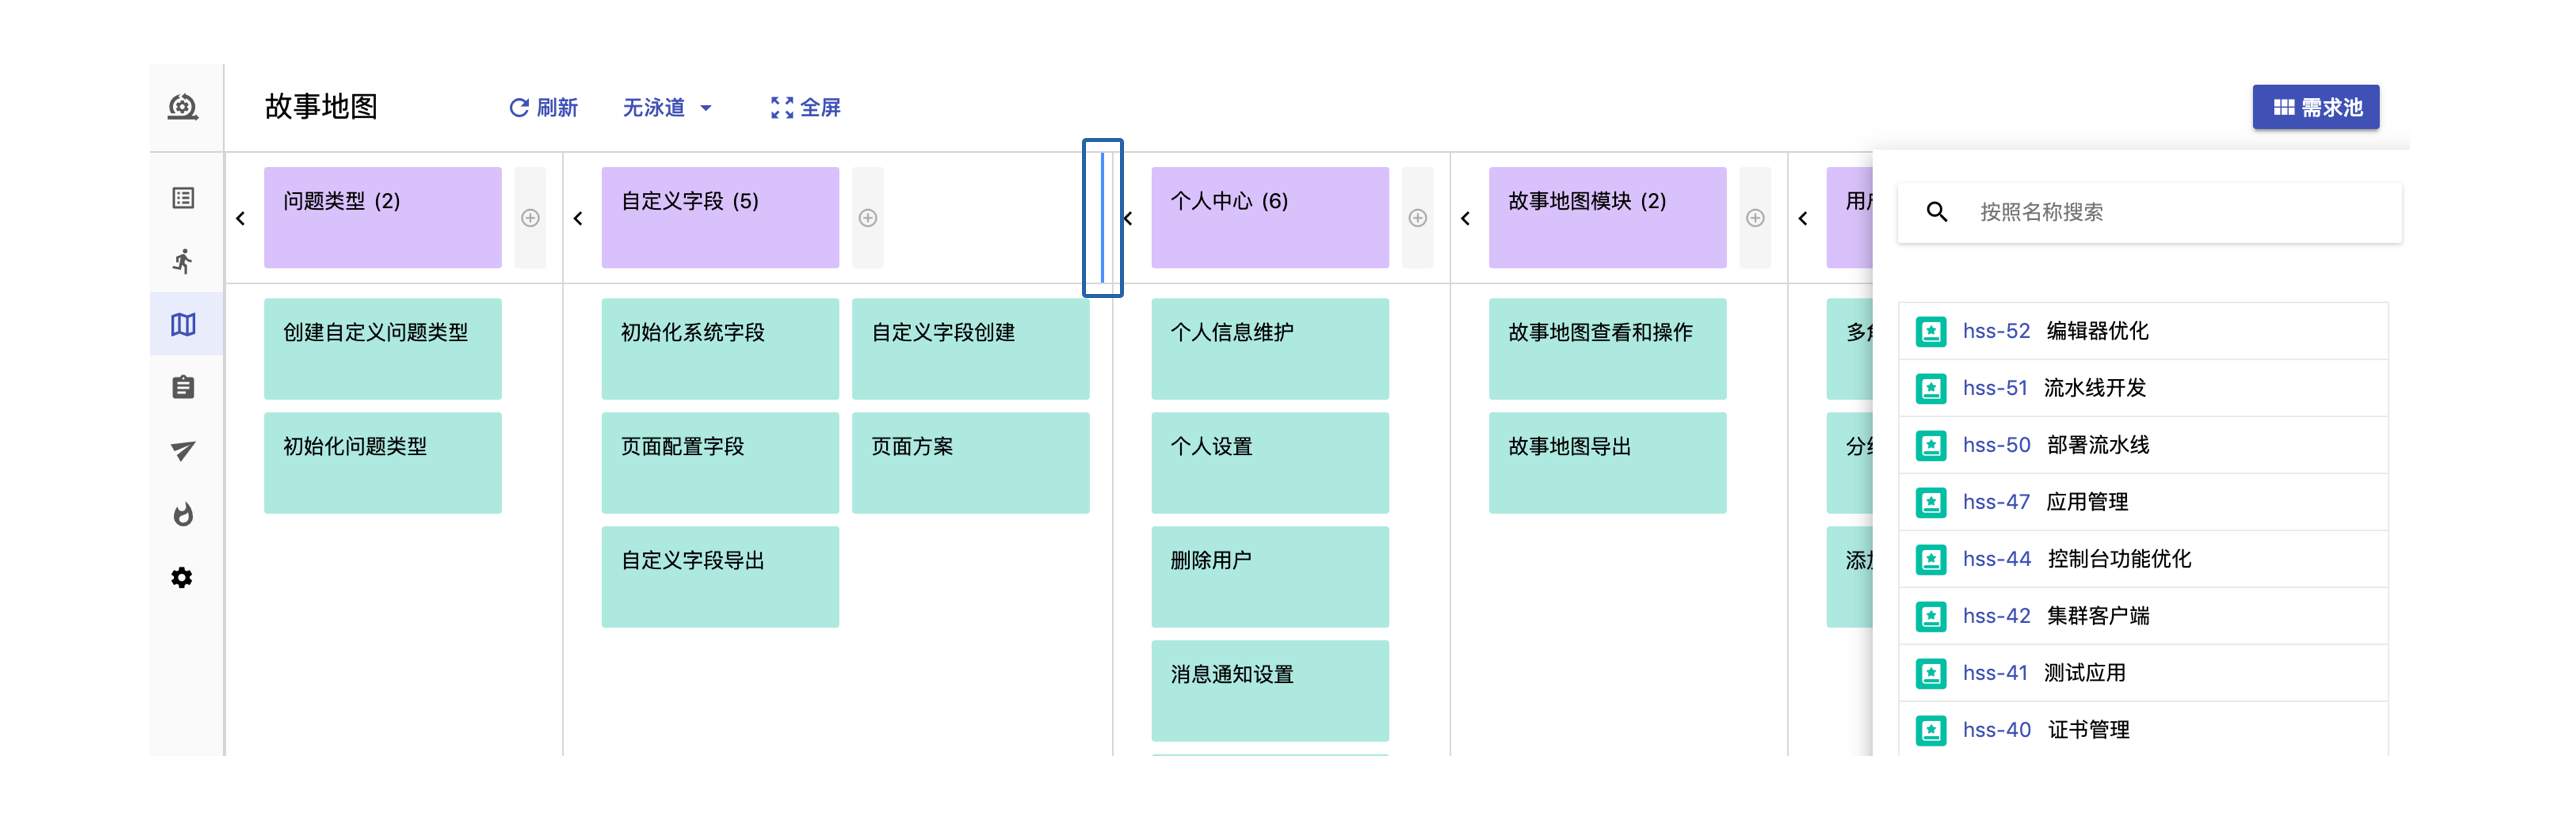 故事地图
刷新
无泳道
全屏
需求池
问题类型 (2)
自定义字段 (5)
个人中心 (6)
故事地图模块 (2)
按照名称搜索
创建自定义问题类型
初始化系统字段
自定义字段创建
个人信息维护
故事地图查看和操作
初始化问题类型
页面配置字段
页面方案
个人设置
故事地图导出
自定义字段导出
删除用户
消息通知设置
hss-52 编辑器优化
hss-51 流水线开发
hss-50 部署流水线
hss-47 应用管理
hss-44 控制台功能优化
hss-42 集群客户端
hss-41 测试应用
hss-40 证书管理